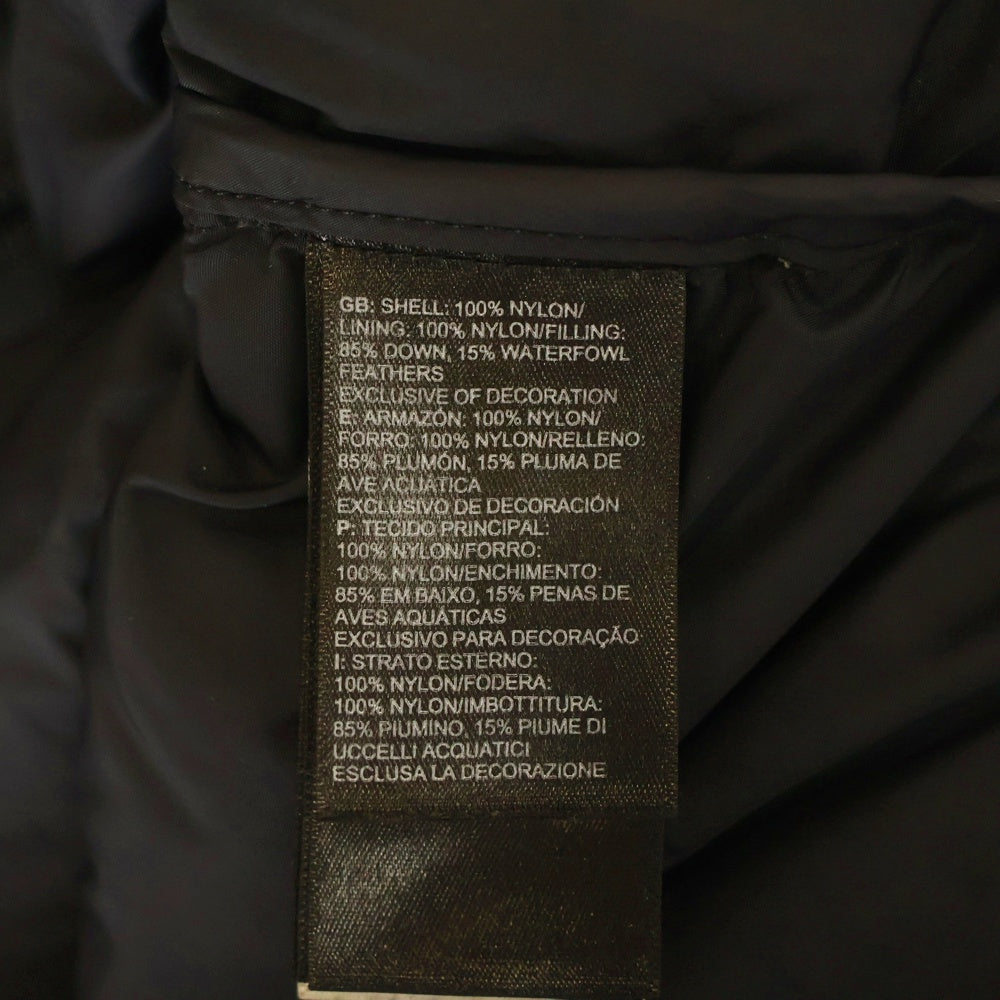 GB: SHELL: 100% NYLON/
LINING: 100% NYLON/FILLING:
85% DOWN, 15% WATERFOWL
FEATHERS
EXCLUSIVE OF DECORATION
E: ARMAZÓN: 100% NYLON/
FORRO: 100% NYLON/RELLENO:
85% PLUMÓN, 15% PLUMA DE
AVE ACUÁTICA
EXCLUSIVO DE DECORACIÓN
P: TECIDO PRINCIPAL:
100% NYLON/FORRO:
100% NYLON/ENCHIMENTO:
85% EM BAIXO, 15% PENAS DE
AVES AQUÁTICAS
EXCLUSIVO PARA DECORAÇÃO
I: STRATO ESTERNO:
100% NYLON/FODERA:
100% NYLON/IMBOTTITURA:
85% PIUMINO, 15% PIUME DI
UCCELLI ACQUATICI
ESCLUSA LA DECORAZIONE